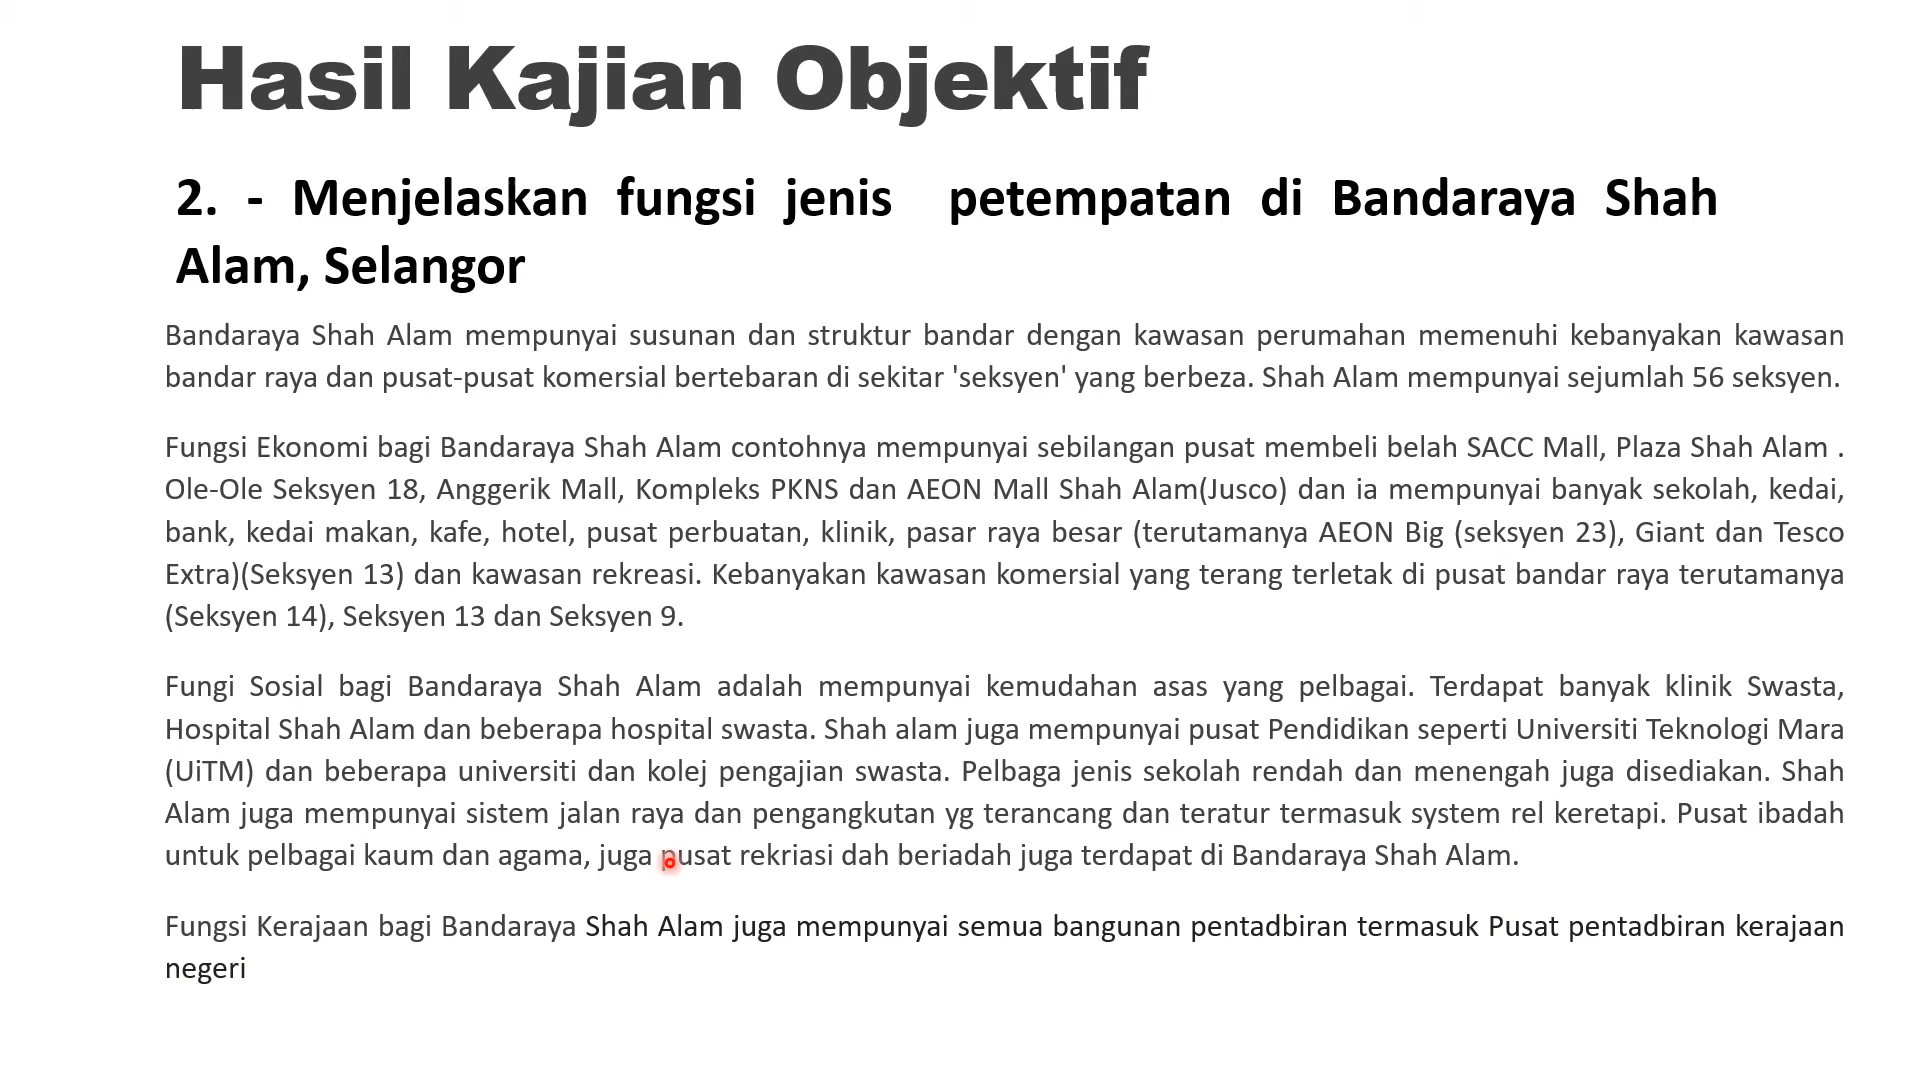 Hasil Kajian Objektif
2. - Menjelaskan fungsi jenis petempatan di Bandaraya Shah
Alam, Selangor
Bandaraya Shah Alam mempunyai susunan dan struktur bandar dengan kawasan perumahan memenuhi kebanyakan kawasan
bandar raya dan pusat-pusat komersial bertebaran di sekitar 'seksyen' yang berbeza. Shah Alam mempunyai sejumlah 56 seksyen.
Fungsi Ekonomi bagi Bandaraya Shah Alam contohnya mempunyai sebilangan pusat membeli belah SACC Mall, Plaza Shah Alam .
Ole-Ole Seksyen 18, Anggerik Mall, Kompleks PKNS dan AEON Mall Shah Alam(Jusco) dan ia mempunyai banyak sekolah, kedai,
bank, kedai makan, kafe, hotel, pusat perbuatan, klinik, pasar raya besar (terutamanya AEON Big (seksyen 23), Giant dan Tesco
Extra)(Seksyen 13) dan kawasan rekreasi. Kebanyakan kawasan komersial yang terang terletak di pusat bandar raya terutamanya
(Seksyen 14), Seksyen 13 dan Seksyen 9.
Fungi Sosial bagi Bandaraya Shah Alam adalah mempunyai kemudahan asas yang pelbagai. Terdapat banyak klinik Swasta,
Hospital Shah Alam dan beberapa hospital swasta. Shah alam juga mempunyai pusat Pendidikan seperti Universiti Teknologi Mara
(UiTM) dan beberapa universiti dan kolej pengajian swasta. Pelbaga jenis sekolah rendah dan menengah juga disediakan. Shah
Alam juga mempunyai sistem jalan raya dan pengangkutan yg terancang dan teratur termasuk system rel keretapi. Pusat ibadah
untuk pelbagai kaum dan agama, juga pusat rekriasi dah beriadah juga terdapat di Bandaraya Shah Alam.
Fungsi Kerajaan bagi Bandaraya Shah Alam juga mempunyai semua bangunan pentadbiran termasuk Pusat pentadbiran kerajaan
negeri